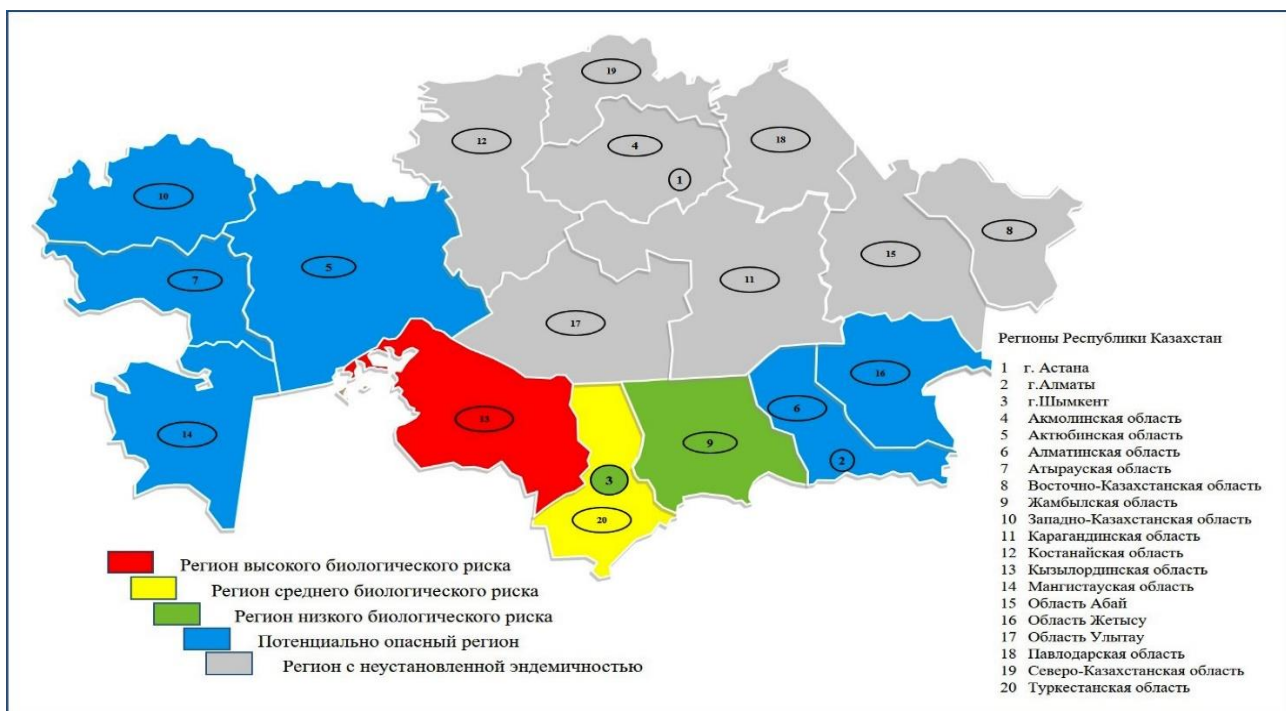 19
12
4
18
1
10
8
15
7
5
11
17
16
6
14
13
9
2
3
20
Регион высокого биологического риска
Регион среднего биологического риска
Регион низкого биологического риска
Потенциально опасный регион
Регион с неустановленной эндемичностью
Регионы Республики Казахстан
1 г. Астана
2 г.Алматы
3 г.Шымкент
4 Акмолинская область
5 Актюбинская область
6 Алматинская область
7 Атырауская область
8 Восточно-Казахстанская область
9 Жамбылская область
10 Западно-Казахстанская область
11 Карагандинская область
12 Костанайская область
13 Кызылординская область
14 Мангистауская область
15 Область Абай
16 Область Жетысу
17 Область Улытау
18 Павлодарская область
19 Северо-Казахстанская область
20 Туркестанская область